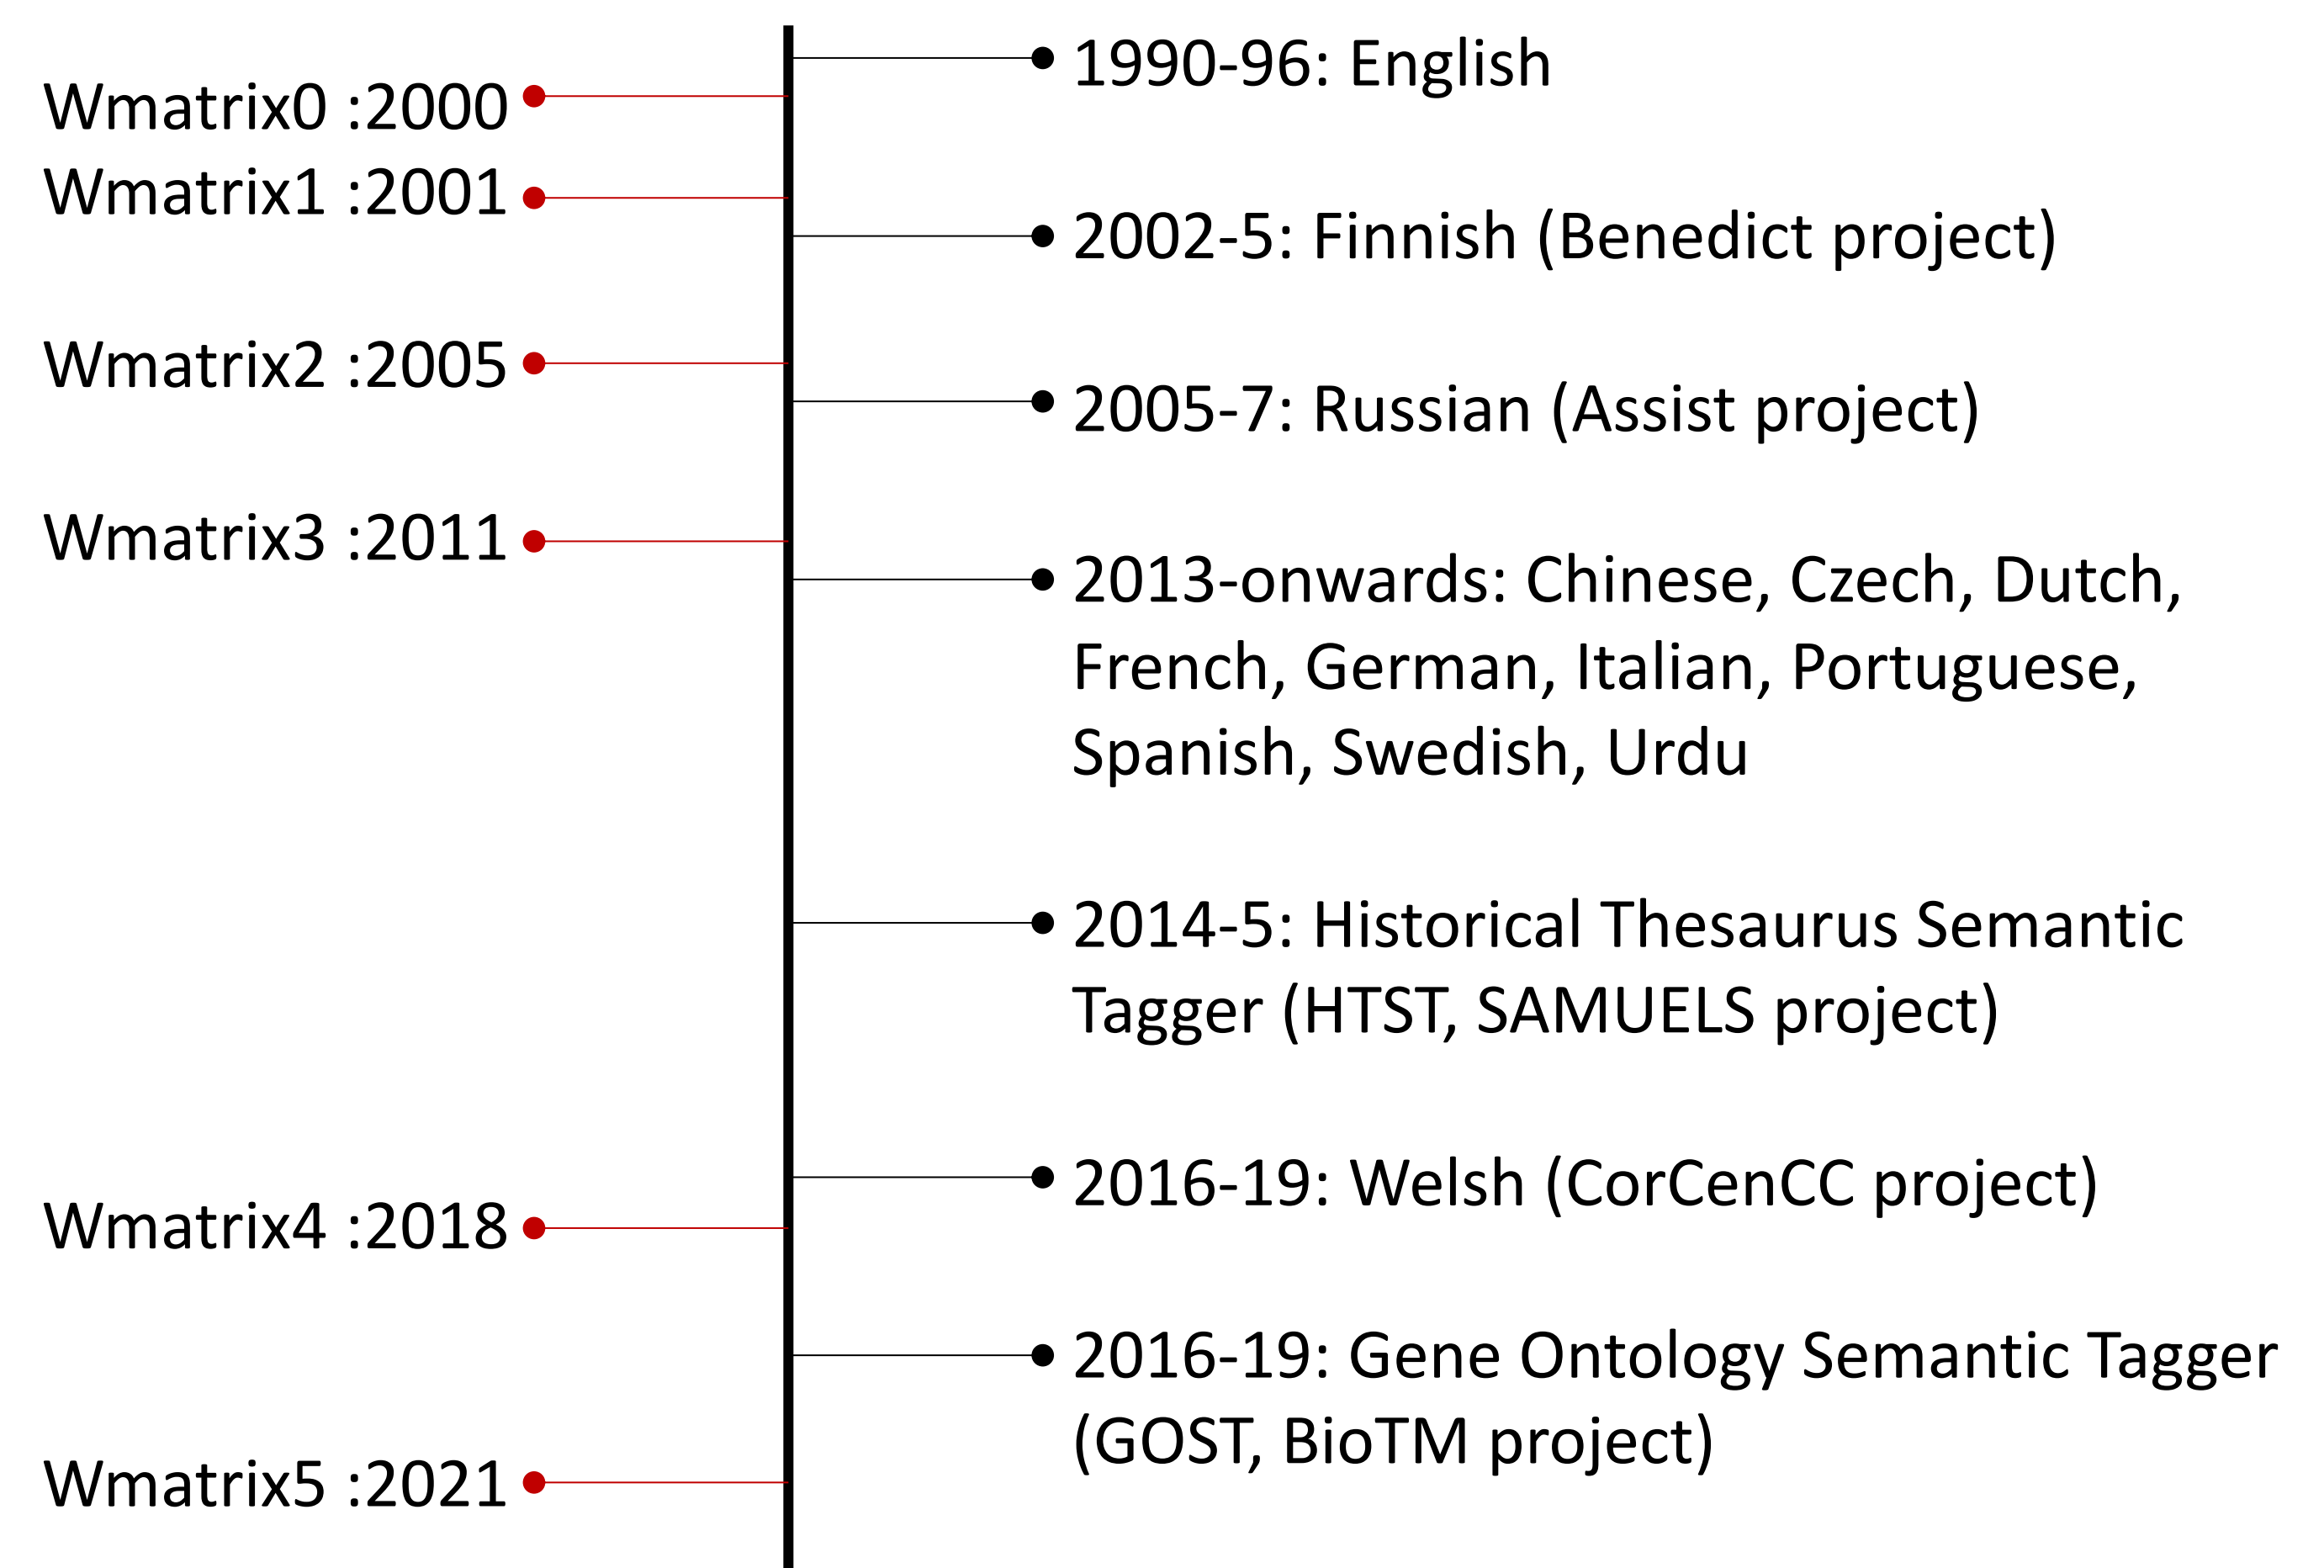 1990-96: English
Wmatrix0 :2000
Wmatrix1 :2001
2002-5: Finnish (Benedict project)
Wmatrix2 :2005
2005-7: Russian (Assist project)
Wmatrix3 :2011
2013-onwards: Chinese, Czech, Dutch,
French, German, Italian, Portuguese,
Spanish, Swedish, Urdu
2014-5: Historical Thesaurus Semantic
Tagger (HTST, SAMUELS project)
2016-19: Welsh (CorCenCC project)
Wmatrix4 :2018
2016-19: Gene Ontology Semantic Tagger
(GOST, BioTM project)
Wmatrix5 :2021